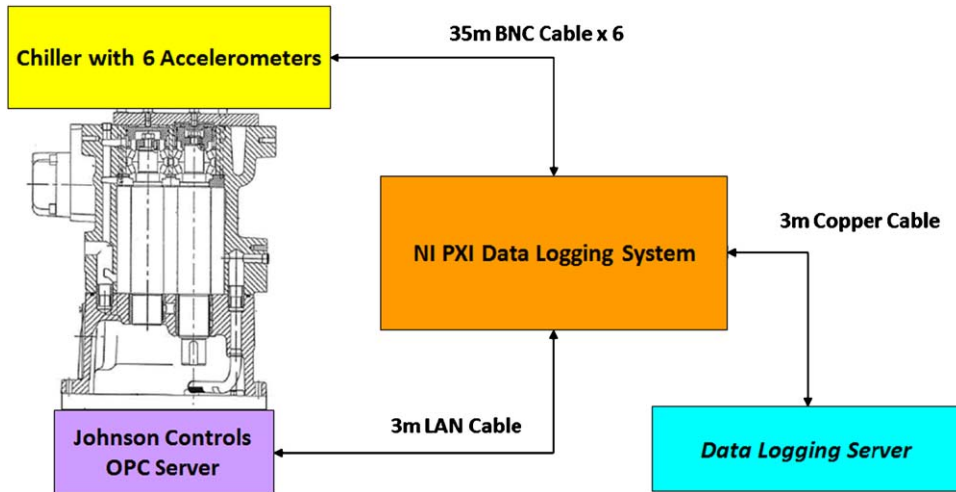 35m BNC Cable x 6
Chiller with 6 Accelerometers
3m Copper Cable
NI PXI Data Logging System
3m LAN Cable
Johnson Controls
OPC Server
Data Logging Server